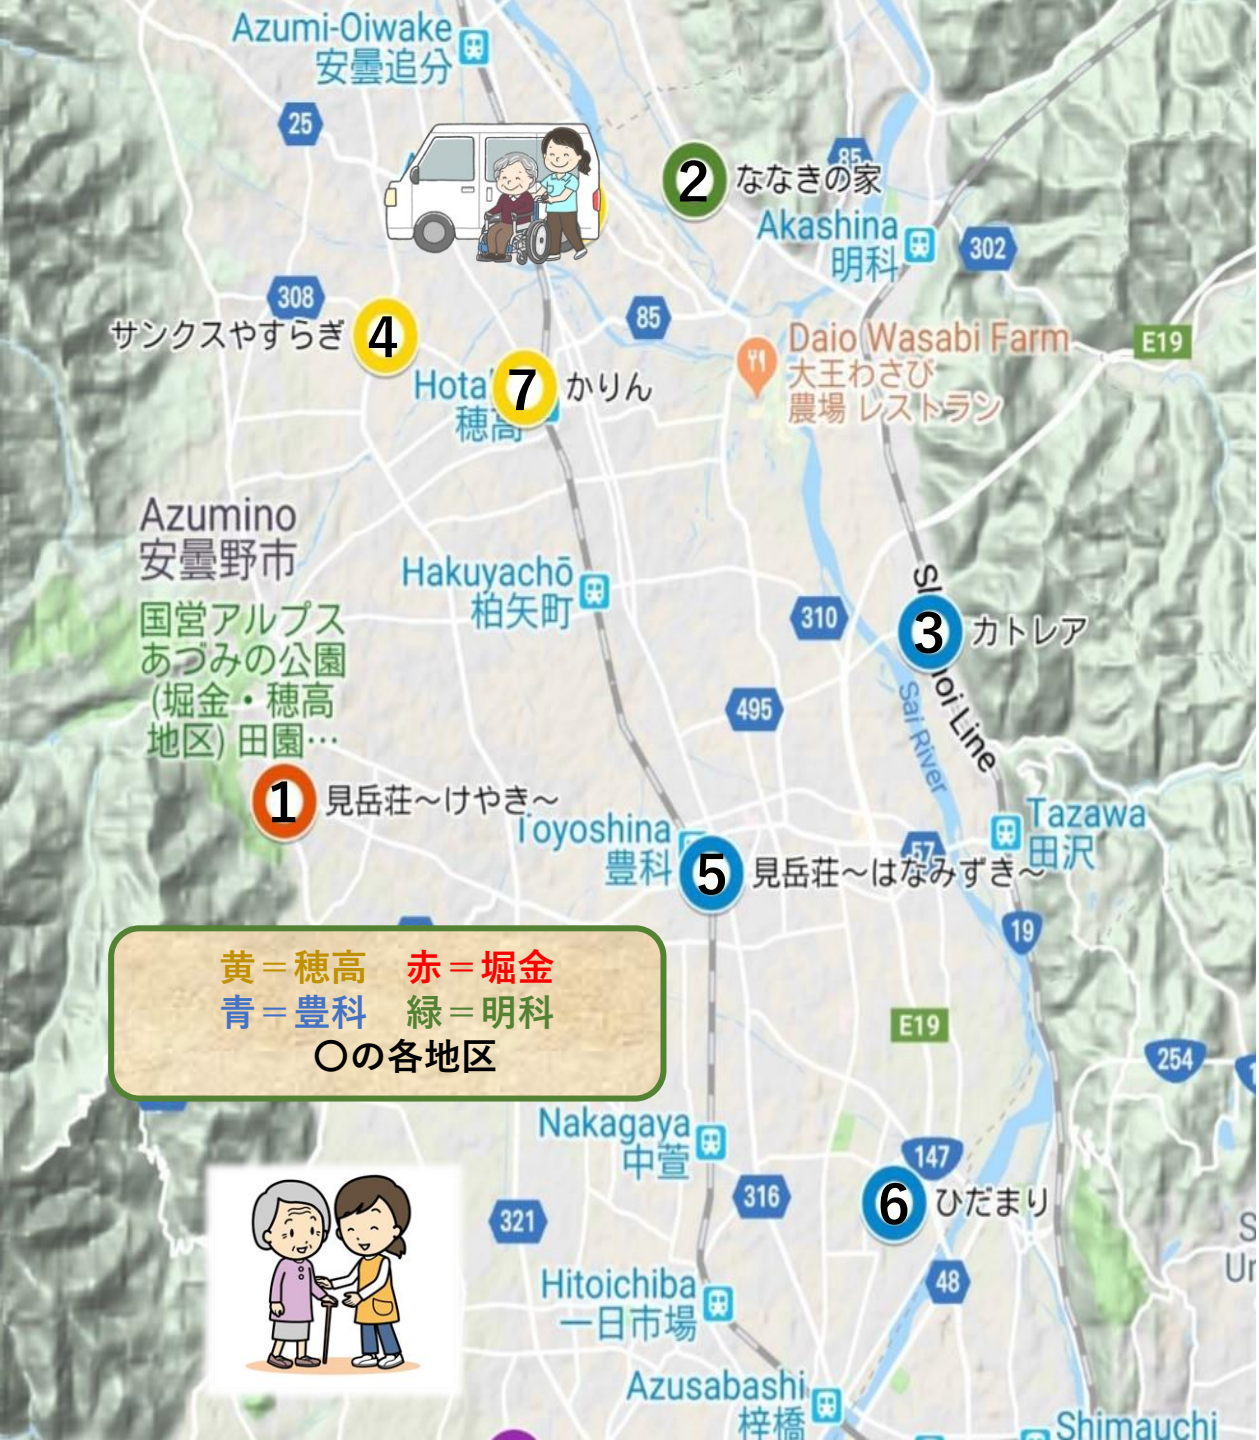 Azumi-Oiwake
安曇追分
25
2
ななきの家
85
Akashina
明科
302
308
サンクスやすらぎ
4
85
Daio Wasabi Farm
大王わさび
農場 レストラン
E19
7
かりん
穂高
Azumino
安曇野市
Hakuyachō
柏矢町
国営アルプス
あづみの公園
(堀金・穂高
地区) 田園…
310
3
カトレア
495
Sai River
Line
1
見岳荘～けやき～
Toyoshina
豊科
5
見岳荘～はなみずき～
57
Tazawa
田沢
19
黄＝穂高 赤＝堀金
青＝豊科 緑＝明科
〇の各地区
E19
254
Nakagaya
中萱
147
316
6
ひだまり
321
48
Hitoichiba
一日市場
Azusabashi
梓橋
Shimauchi